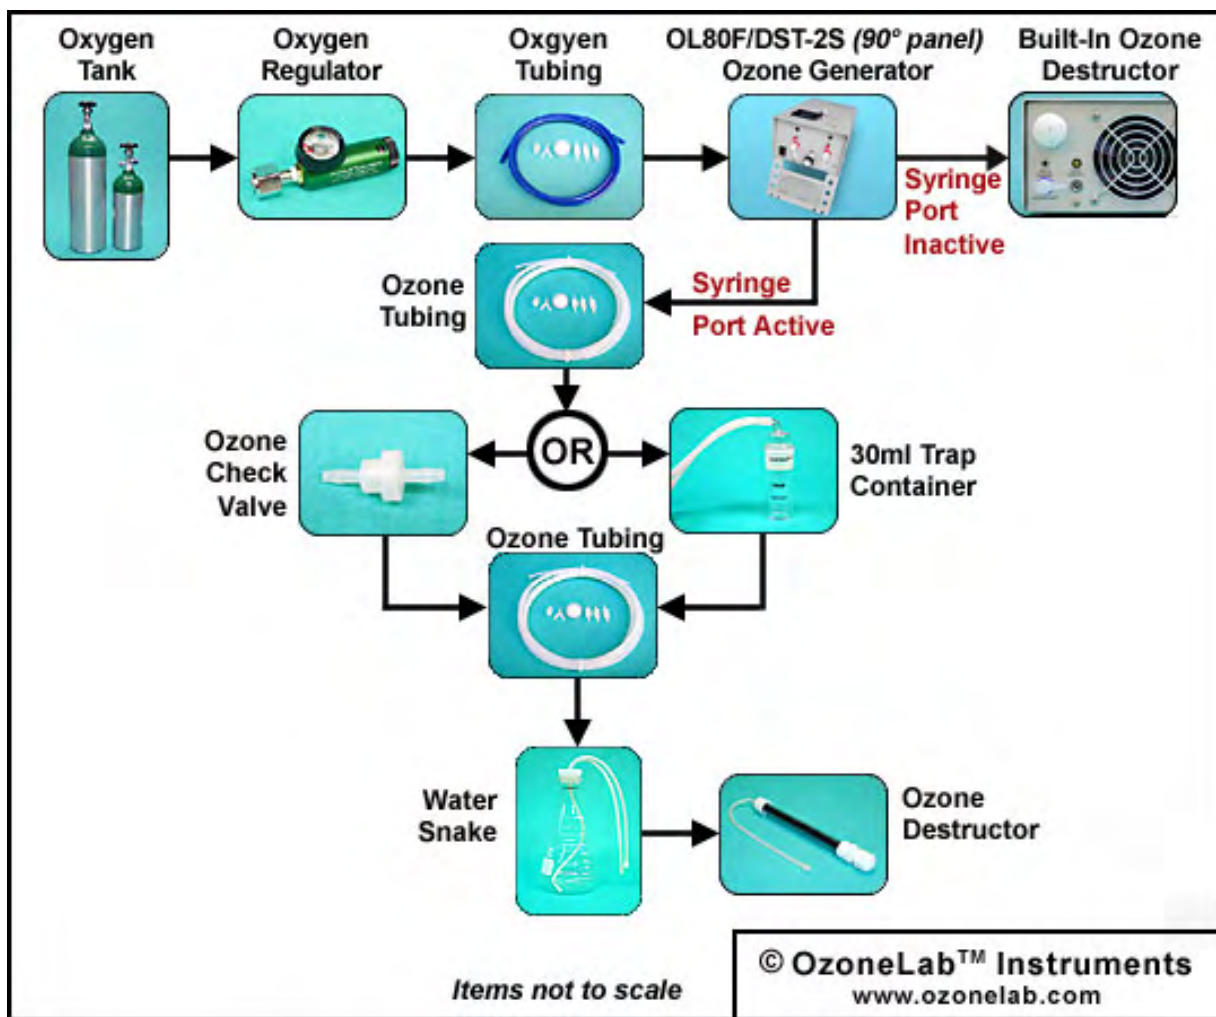 Oxygen
Tank
Oxygen
Regulator
Oxgyen
Tubing
OL80F/DST-2S (90° panel)
Ozone Generator
Built-In Ozone
Destructor
Syringe
Port
Inactive
Ozone
Tubing
Syringe
Port Active
OR
Ozone
Check
Valve
30ml Trap
Container
Ozone Tubing
Water
Snake
Ozone
Destructor
Items not to scale
© OzoneLab™ Instruments
www.ozonelab.com